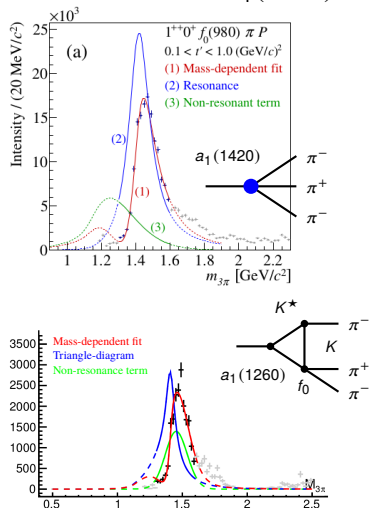 ×10³
Intensity / (20 MeV/c²)
25
20
15
10
5
0
(a)
1⁺⁺0⁺ f₀(980) π P
0.1 < t′ < 1.0 (GeV/c)²
(1) Mass-dependent fit
(2) Resonance
(3) Non-resonant term
(2)
(1)
(3)
a₁(1420)
π⁻
π⁺
π⁻
1 1.2 1.4 1.6 1.8 2 2.2
m₃π [GeV/c²]
K★
π⁻
K
a₁(1260)
π⁺
f₀
π⁻
Mass-dependent fit
Triangle-diagram
Non-resonance term
3500
3000
2500
2000
1500
1000
500
0
M₃π
0.5 1.0 1.5 2.0 2.5